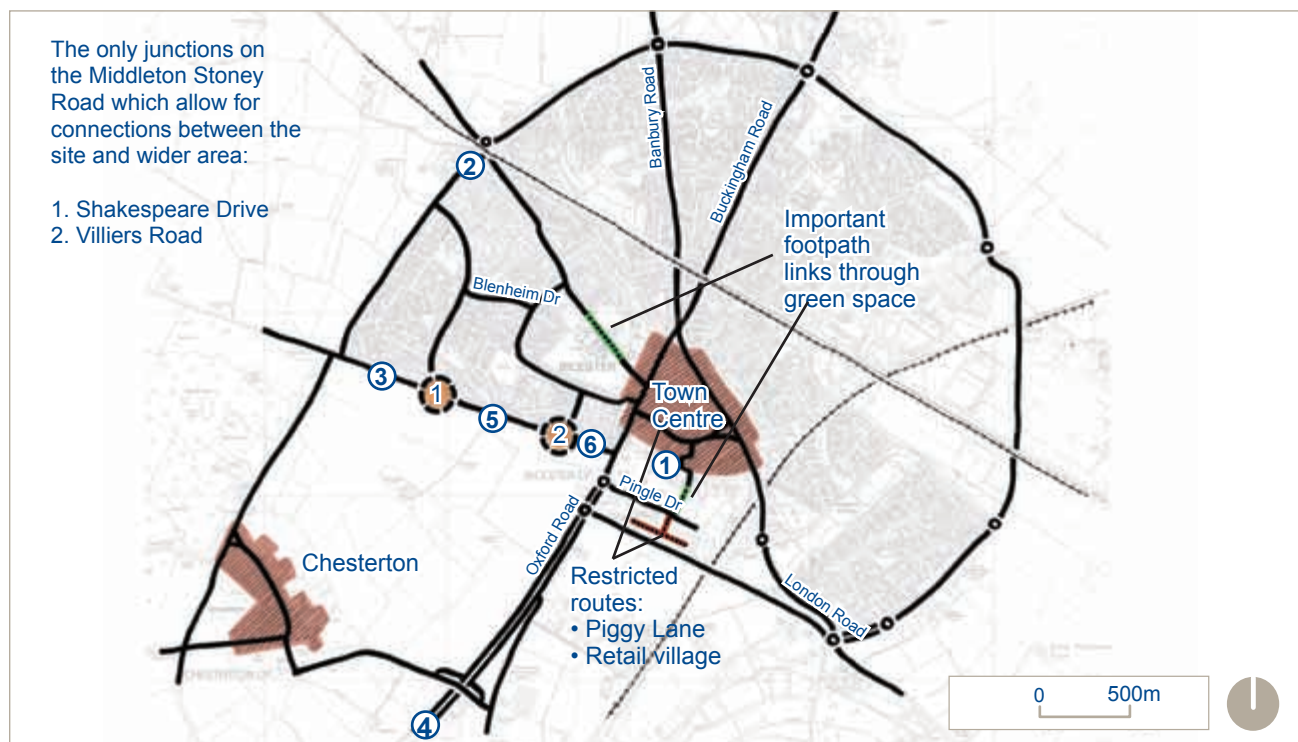 The only junctions on
the Middleton Stoney
Road which allow for
connections between the
site and wider area:
1. Shakespeare Drive
2. Villiers Road
2
Banbury Road
Buckingham Road
Important
footpath
links through
green space
Blenheim Dr
3
1
5
2
6
Town
Centre
1
Pingle Dr
Oxford Road
Chesterton
Restricted
routes:
• Piggy Lane
• Retail village
London Road
4
0 500m